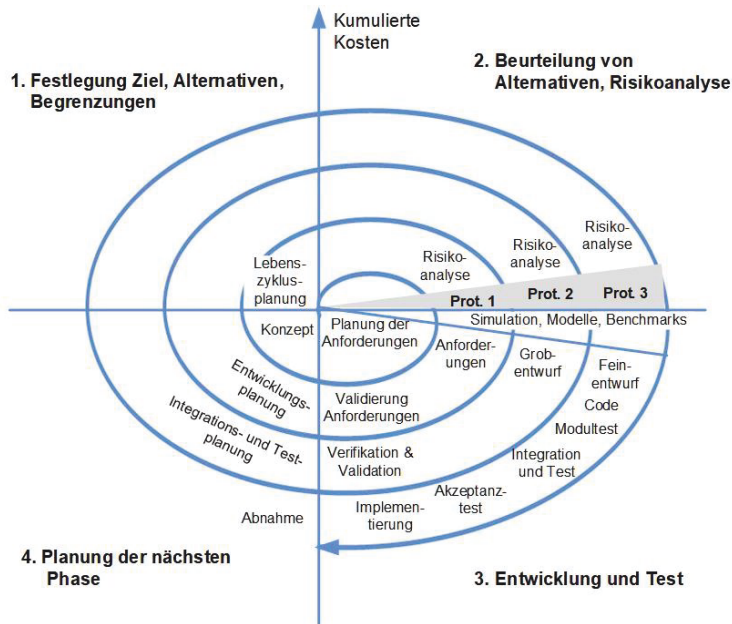 Kumulierte
Kosten
1. Festlegung Ziel, Alternativen,
Begrenzungen
2. Beurteilung von
Alternativen, Risikoanalyse
Risiko-
analyse
Risiko-
analyse
Risiko-
analyse
Lebens-
zyklus-
planung
Prot. 1
Prot. 2
Prot. 3
Simulation, Modelle, Benchmarks
Konzept
Planung der
Anforderungen
Anforder-
ungen
Grob-
entwurf
Fein-
entwurf
Code
Modultest
Entwicklungs-
planung
Validierung
Anforderungen
Integrations- und Test-
planung
Verifikation &
Validation
Integration
und Test
Akzeptanz-
test
Implemen-
tierung
Abnahme
4. Planung der nächsten
Phase
3. Entwicklung und Test